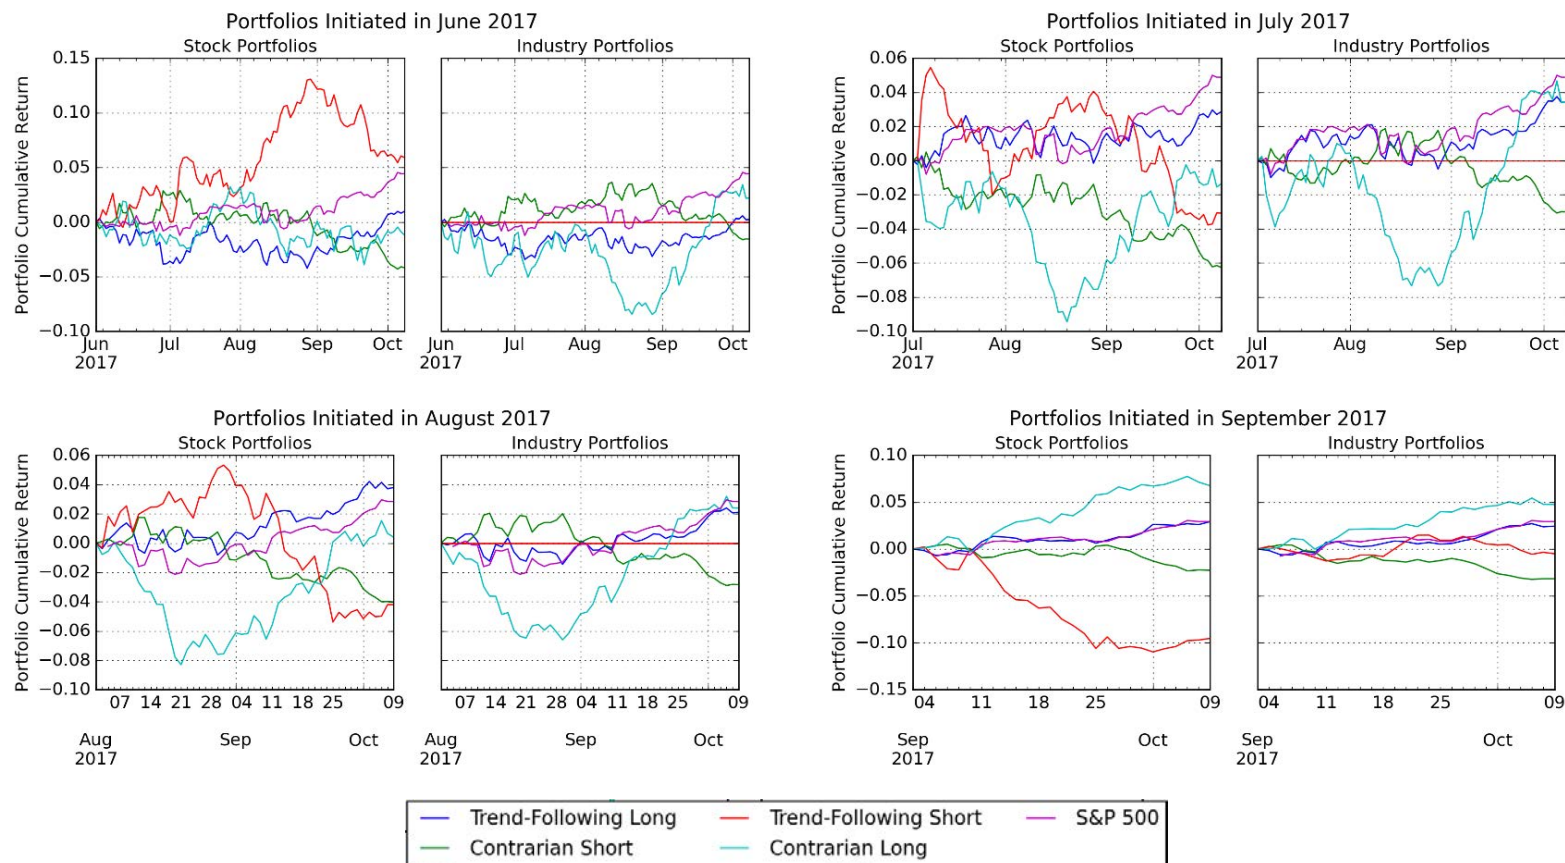 Portfolios Initiated in June 2017
Stock Portfolios Industry Portfolios
Portfolio Cumulative Return
0.15
0.10
0.05
0.00
−0.05
−0.10
Jun Jul Aug Sep Oct Jun Jul Aug Sep Oct
2017 2017
Portfolios Initiated in July 2017
Stock Portfolios Industry Portfolios
Portfolio Cumulative Return
0.06
0.04
0.02
0.00
−0.02
−0.04
−0.06
−0.08
−0.10
Jul Aug Sep Oct Jul Aug Sep Oct
2017 2017
Portfolios Initiated in August 2017
Stock Portfolios Industry Portfolios
Portfolio Cumulative Return
0.06
0.04
0.02
0.00
−0.02
−0.04
−0.06
−0.08
−0.10
07 14 21 28 04 11 18 25 09 07 14 21 28 04 11 18 25 09
Aug Sep Oct Aug Sep Oct
2017 2017
Portfolios Initiated in September 2017
Stock Portfolios Industry Portfolios
Portfolio Cumulative Return
0.10
0.05
0.00
−0.05
−0.10
−0.15
04 11 18 25 09 04 11 18 25 09
Sep Oct Sep Oct
2017 2017
Trend-Following Long Trend-Following Short S&P 500
Contrarian Short Contrarian Long